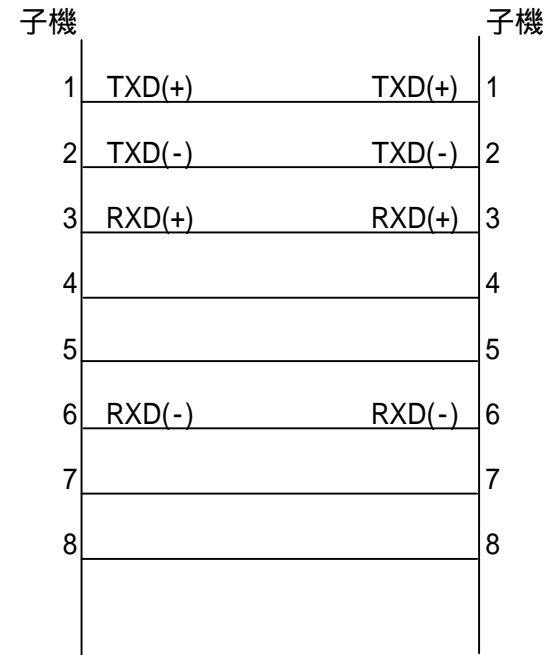 子機 子機
1 TXD(+) TXD(+) 1
2 TXD(-) TXD(-) 2
3 RXD(+) RXD(+) 3
4 4
5 5
6 RXD(-) RXD(-) 6
7 7
8 8